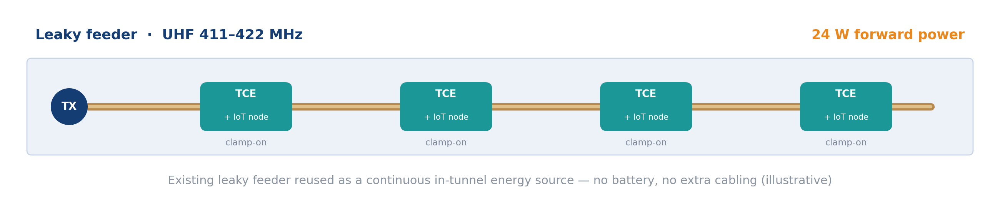 Leaky feeder · UHF 411–422 MHz
24 W forward power
TX
TCE
+ IoT node
clamp-on
TCE
+ IoT node
clamp-on
TCE
+ IoT node
clamp-on
TCE
+ IoT node
clamp-on
Existing leaky feeder reused as a continuous in-tunnel energy source — no battery, no extra cabling (illustrative)